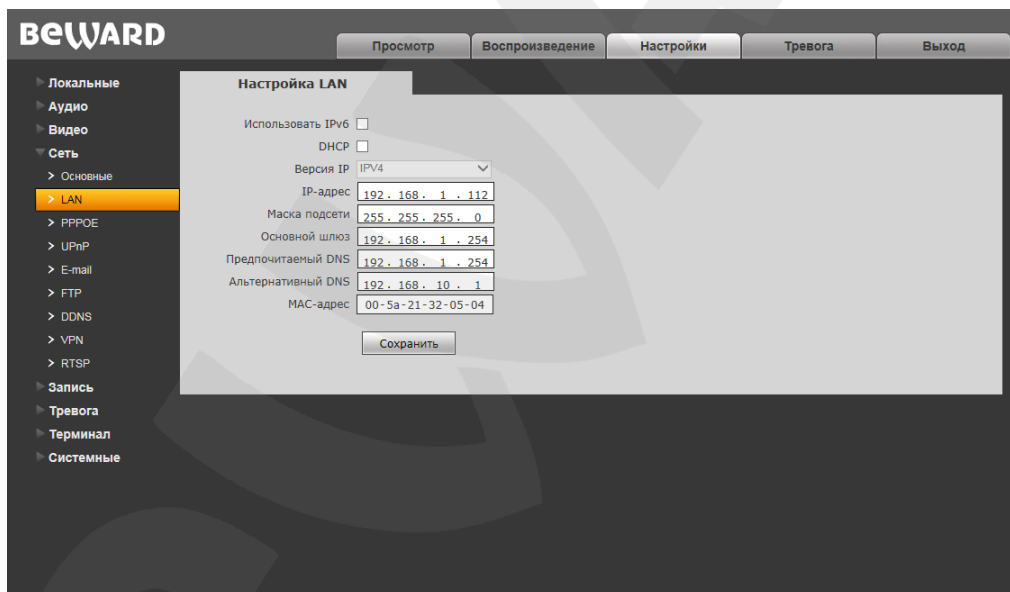 BEWARD
Просмотр Воспроизведение Настройки Тревога Выход
Локальные
Аудио
Видео
Сеть
> Основные
> LAN
> PPPOE
> UPnP
> E-mail
> FTP
> DDNS
> VPN
> RTSP
Запись
Тревога
Терминал
Системные
Настройка LAN
Использовать IPv6
DHCP
Версия IP IPV4
IP-адрес 192. 168. 1 . 112
Маска подсети 255. 255. 255. 0
Основной шлюз 192. 168. 1 . 254
Предпочитаемый DNS 192. 168. 1 . 254
Альтернативный DNS 192. 168. 10 . 1
МАС-адрес 00-5a-21-32-05-04
Сохранить